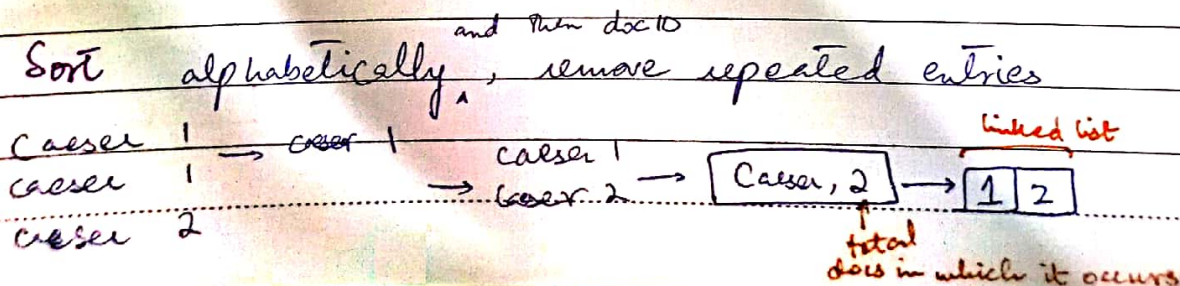 and then doc ID
Sort alphabetically ^, remove repeated entries
linked list
Caeser 1 → caeser 1
caeser 1 → caeser 1 → Caeser, 2 → 1 2
caeser 2 caeser 2
total
docs in which it occurs